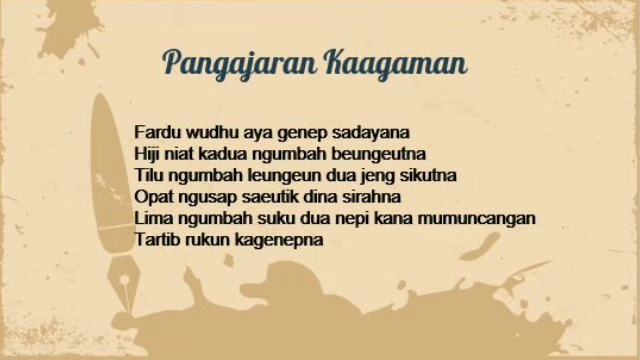 Pangajaran Kaagaman
Fardu wudhu aya genep sadayana
Hiji niat kadua ngumbah beungeutna
Tilu ngumbah leungeun dua jeng sikutna
Opat ngusap saeutik dina sirahna
Lima ngumbah suku dua nepi kana mumuncangan
Tartib rukun kagenepna